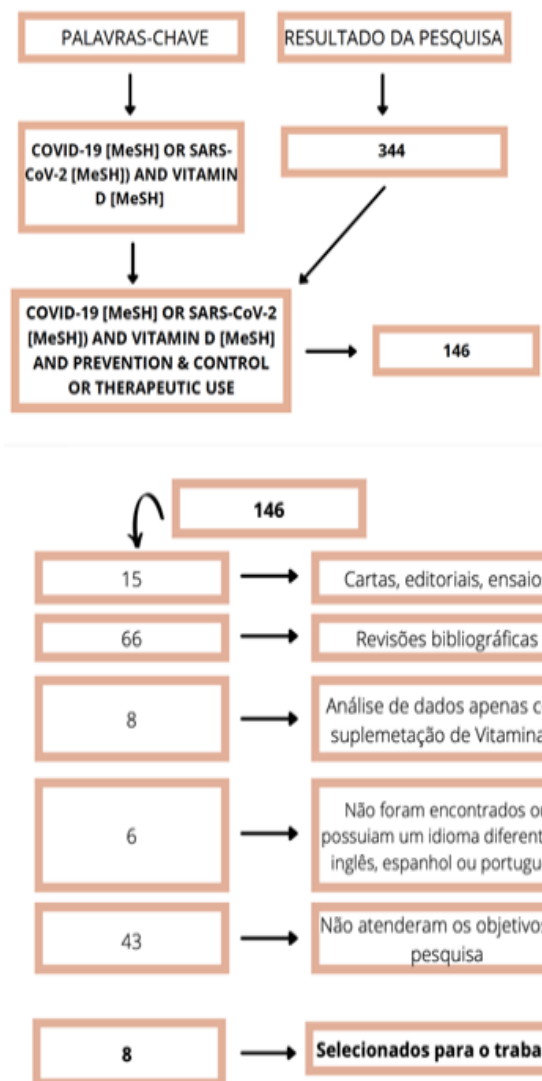 PALAVRAS-CHAVE
RESULTADO DA PESQUISA
COVID-19 [MeSH] OR SARS-
CoV-2 [MeSH]) AND VITAMIN
D [MeSH]
344
COVID-19 [MeSH] OR SARS-CoV-2
[MeSH]) AND VITAMIN D [MeSH]
AND PREVENTION & CONTROL
OR THERAPEUTIC USE
146
146
15
Cartas, editoriais, ensaio
66
Revisões bibliográficas
8
Análise de dados apenas c
suplemetação de Vitamina
6
Não foram encontrados ou
possuiam um idioma diferent
inglês, espanhol ou portugu
43
Não atenderam os objetivos
pesquisa
8
Selecionados para o traba